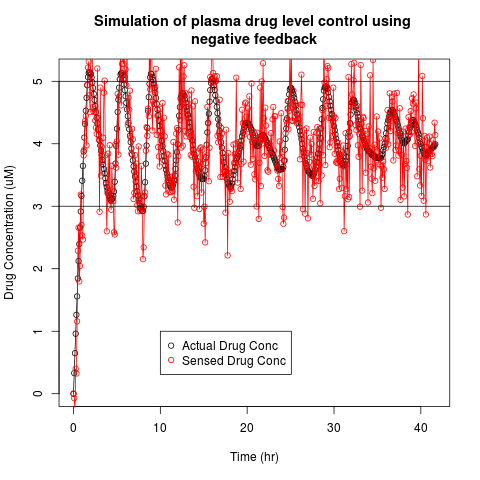 Simulation of plasma drug level control using
negative feedback
Drug Concentration (uM)
5
4
3
2
1
0
Actual Drug Conc
Sensed Drug Conc
0 10 20 30 40
Time (hr)